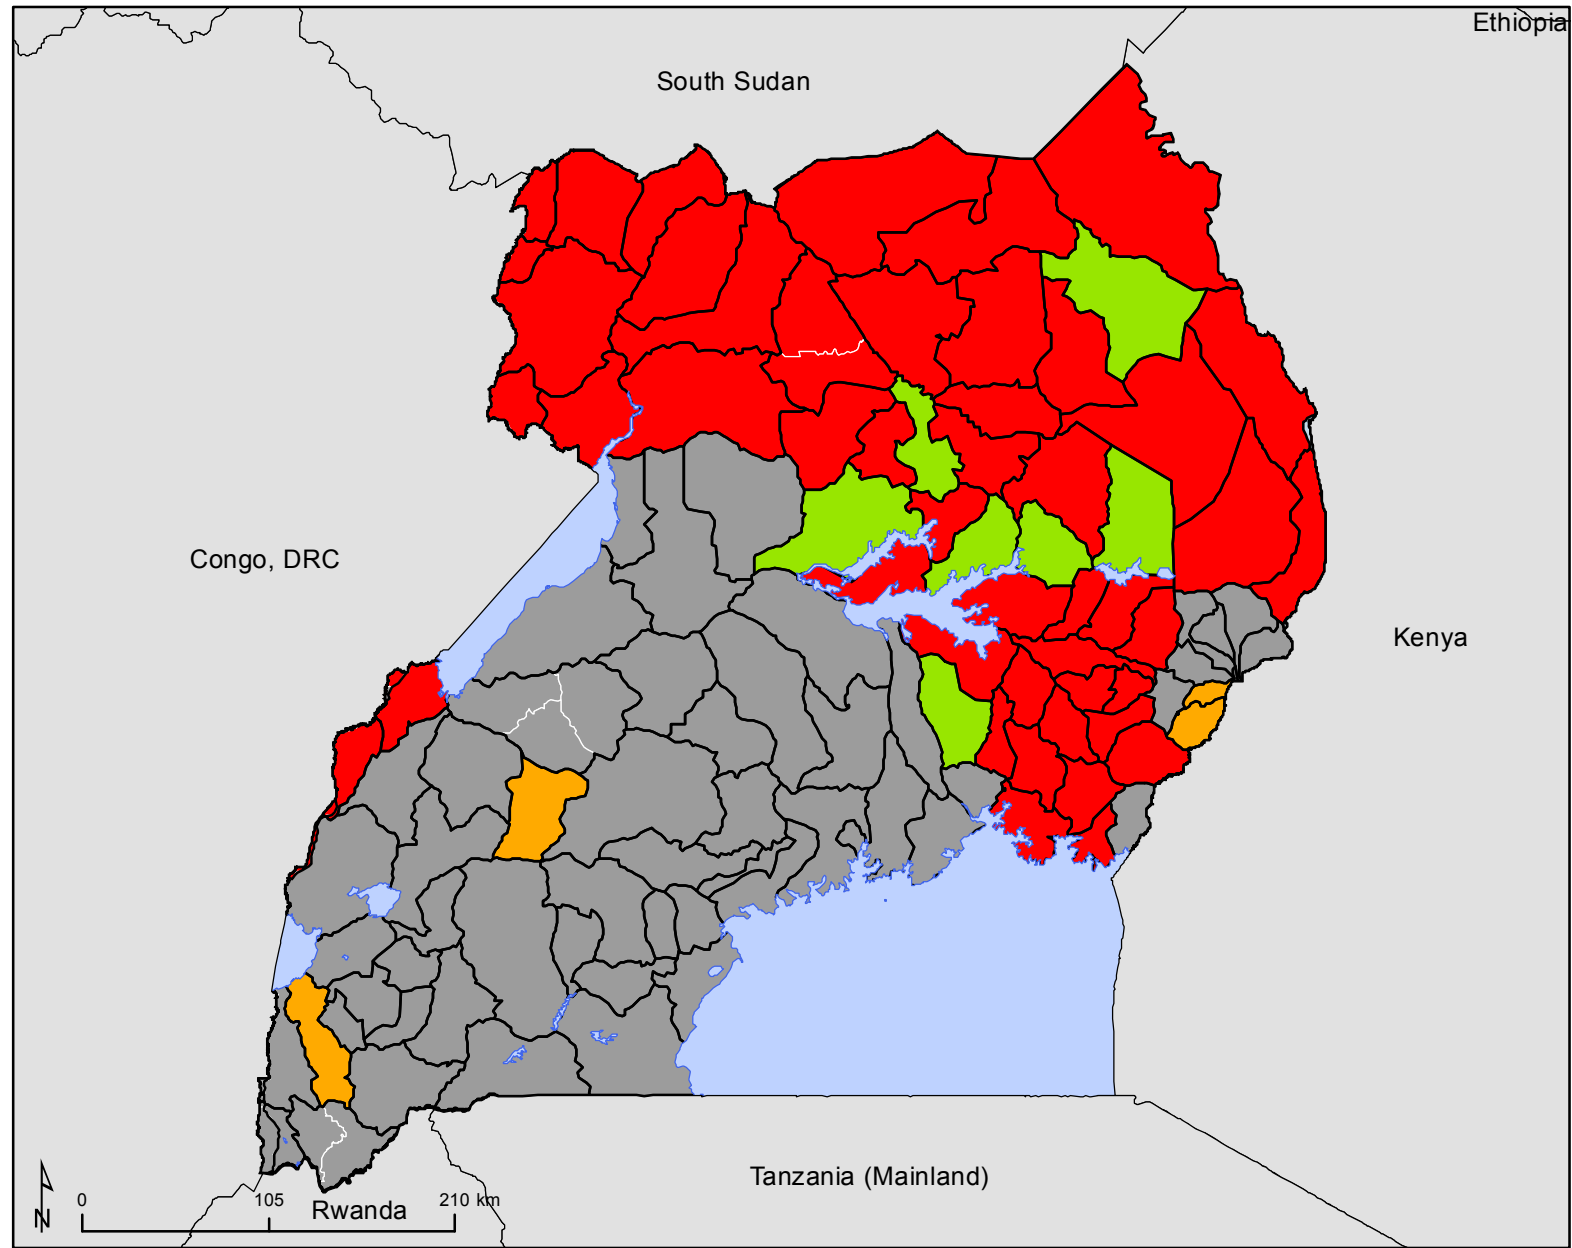 Ethiopia
South Sudan
Congo, DRC
Kenya
Tanzania (Mainland)
0 105 210 km
Rwanda
N